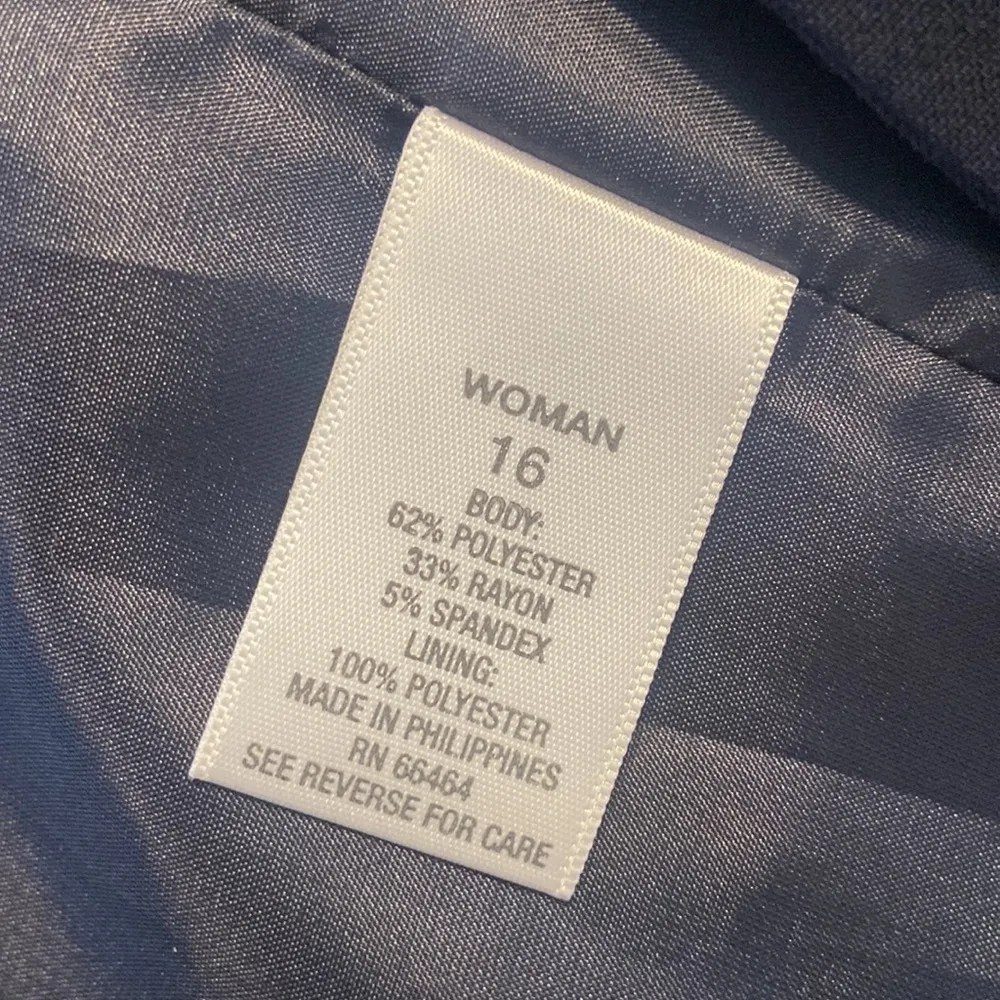 WOMAN
16
BODY:
62% POLYESTER
33% RAYON
5% SPANDEX
LINING:
100% POLYESTER
MADE IN PHILIPPINES
RN 66464
SEE REVERSE FOR CARE